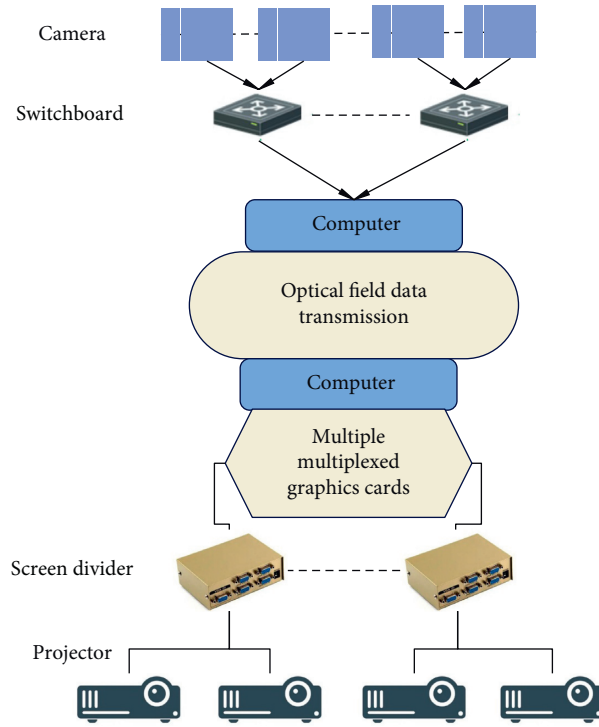 Camera
Switchboard
Computer
Optical field data
transmission
Computer
Multiple
multiplexed
graphics cards
Screen divider
Projector